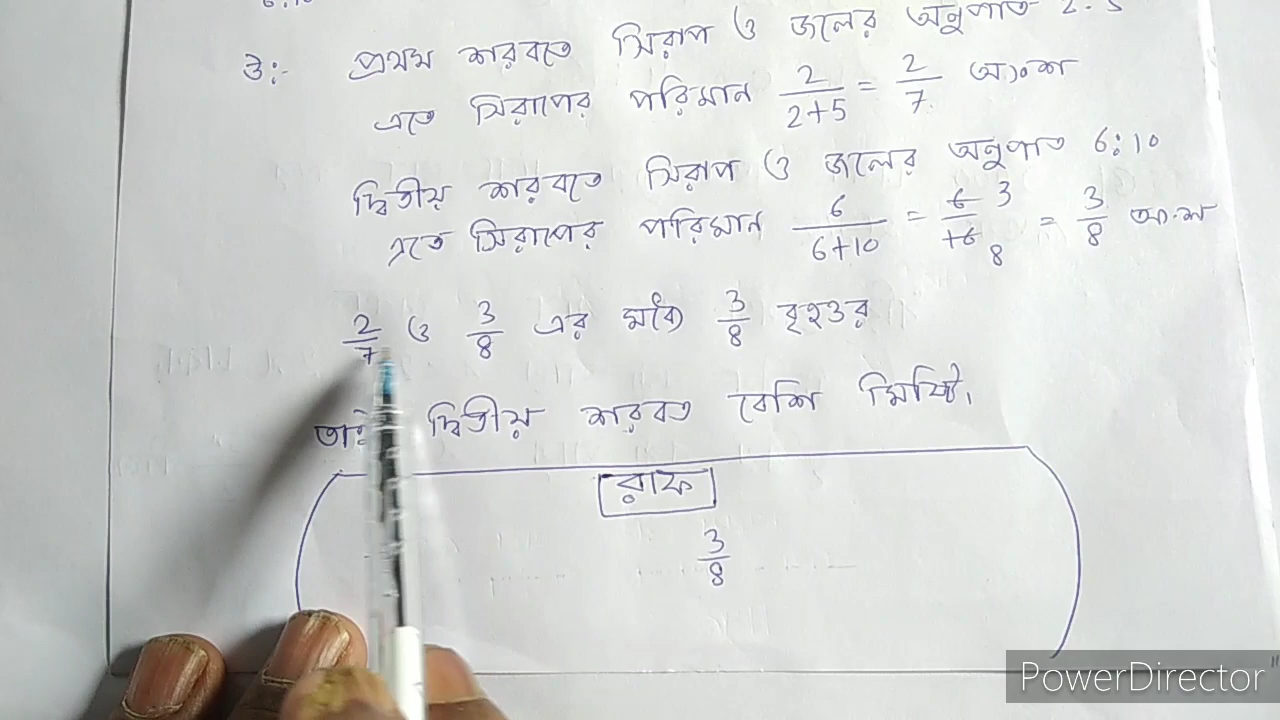 উঃ- প্রথম শরবতে সিরাপ ও জলের অনুপাত 2:5
এতে সিরাপের পরিমান 2/(2+5) = 2/7 অংশ
দ্বিতীয় শরবতে সিরাপ ও জলের অনুপাত 6:10
এতে সিরাপের পরিমান 6/(6+10) = 6/16 3 8 = 3/8 অংশ
2/7 ও 3/8 এর মধ্যে 3/8 বৃহত্তর
তাই দ্বিতীয় শরবত বেশি মিষ্টি।
রাফ
3/8
PowerDirector